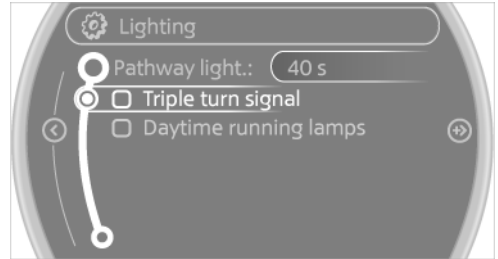 Lighting
Pathway light.: 40 s
Triple turn signal
Daytime running lamps